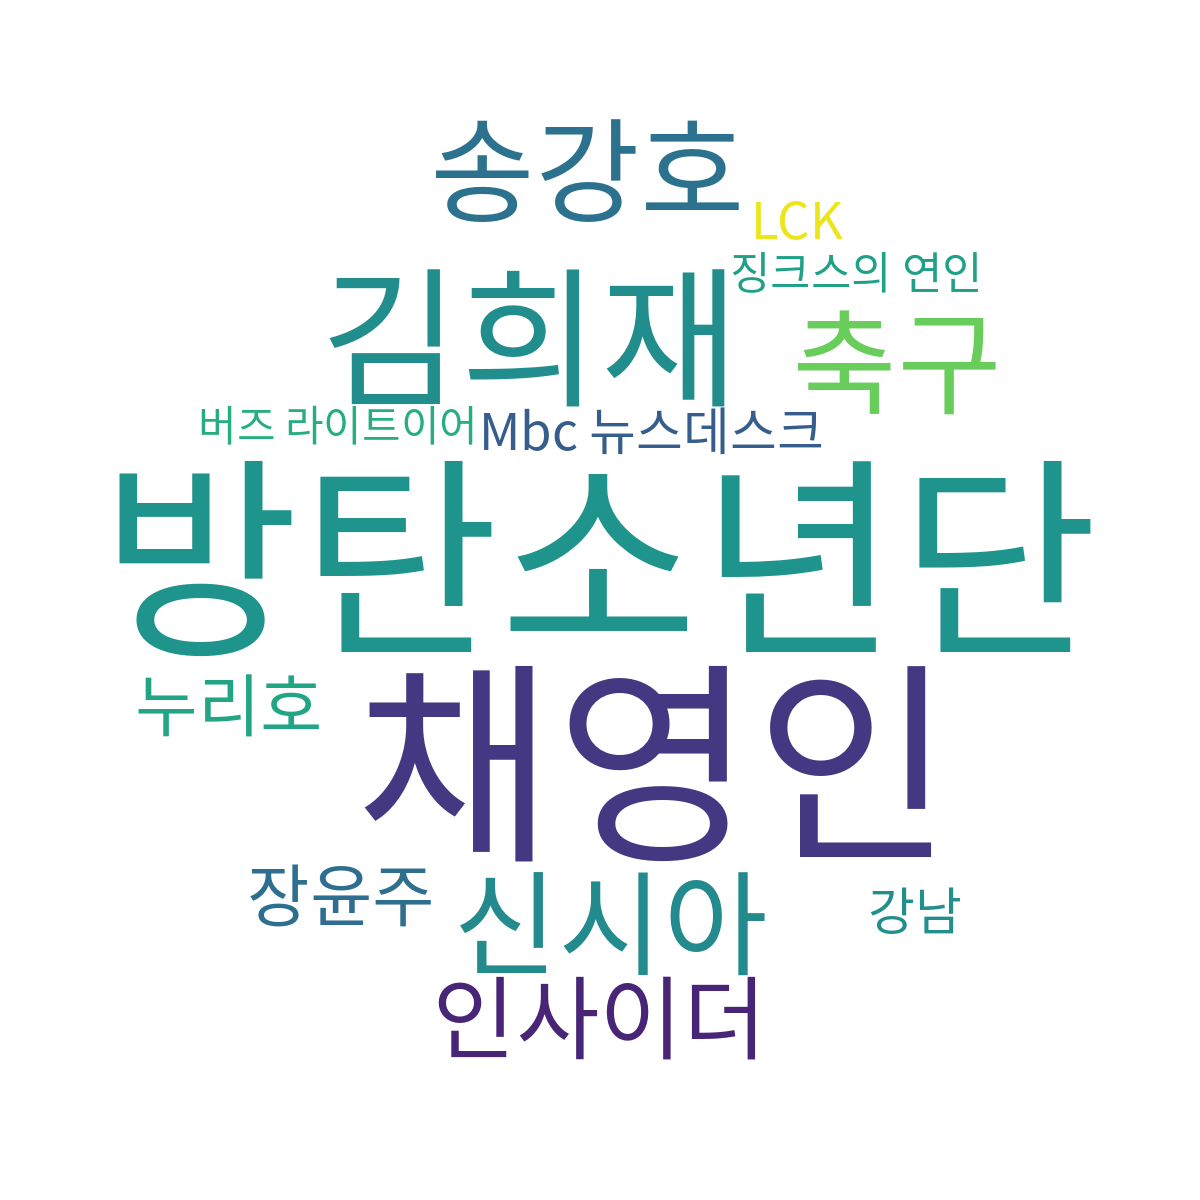 송강호
LCK
징크스의 연인
김희재
축구
버즈 라이트이어
Mbc 뉴스데스크
방탄소년단
채영인
누리호
장윤주
신시아
강남
인사이더